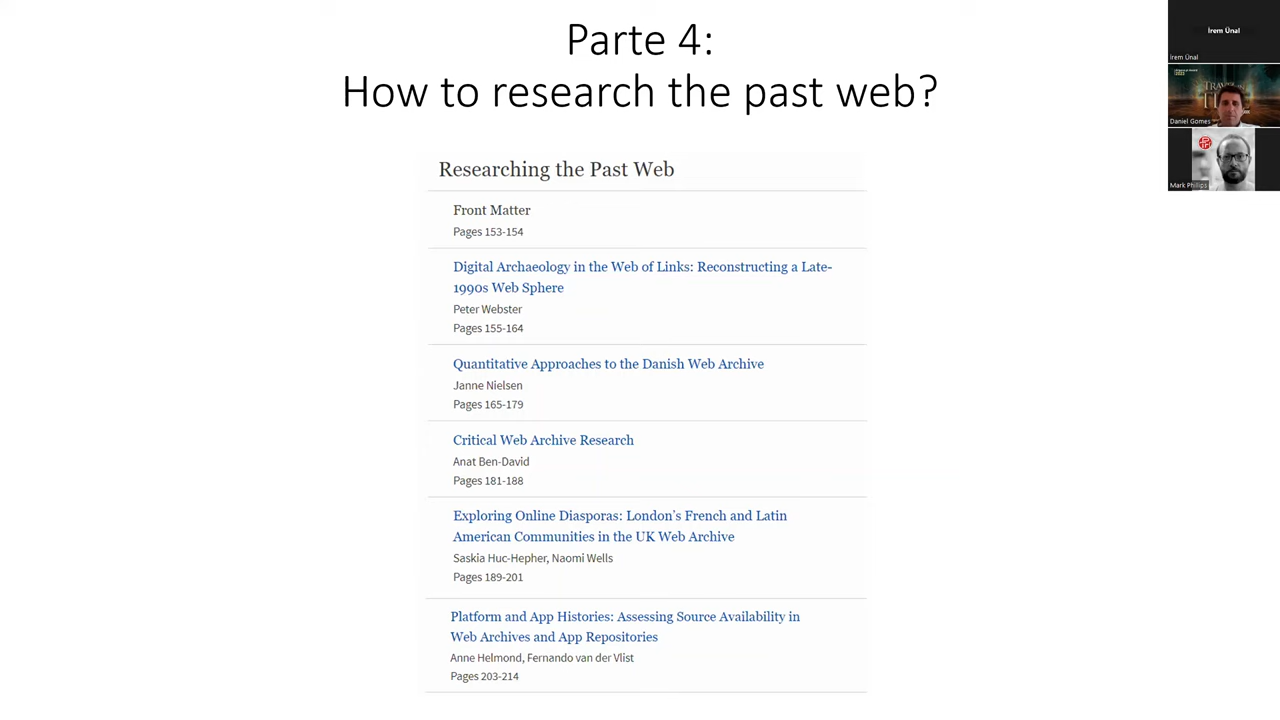 Parte 4:
How to research the past web?
Researching the Past Web
Front Matter
Pages 153-154
Digital Archaeology in the Web of Links: Reconstructing a Late-
1990s Web Sphere
Peter Webster
Pages 155-164
Quantitative Approaches to the Danish Web Archive
Janne Nielsen
Pages 165-179
Critical Web Archive Research
Anat Ben-David
Pages 181-188
Exploring Online Diasporas: London's French and Latin
American Communities in the UK Web Archive
Saskia Huc-Hepher, Naomi Wells
Pages 189-201
Platform and App Histories: Assessing Source Availability in
Web Archives and App Repositories
Anne Helmond, Fernando van der Vlist
Pages 203-214
İrem Ünal
İrem Ünal
Daniel Gomes
Mark Phillips